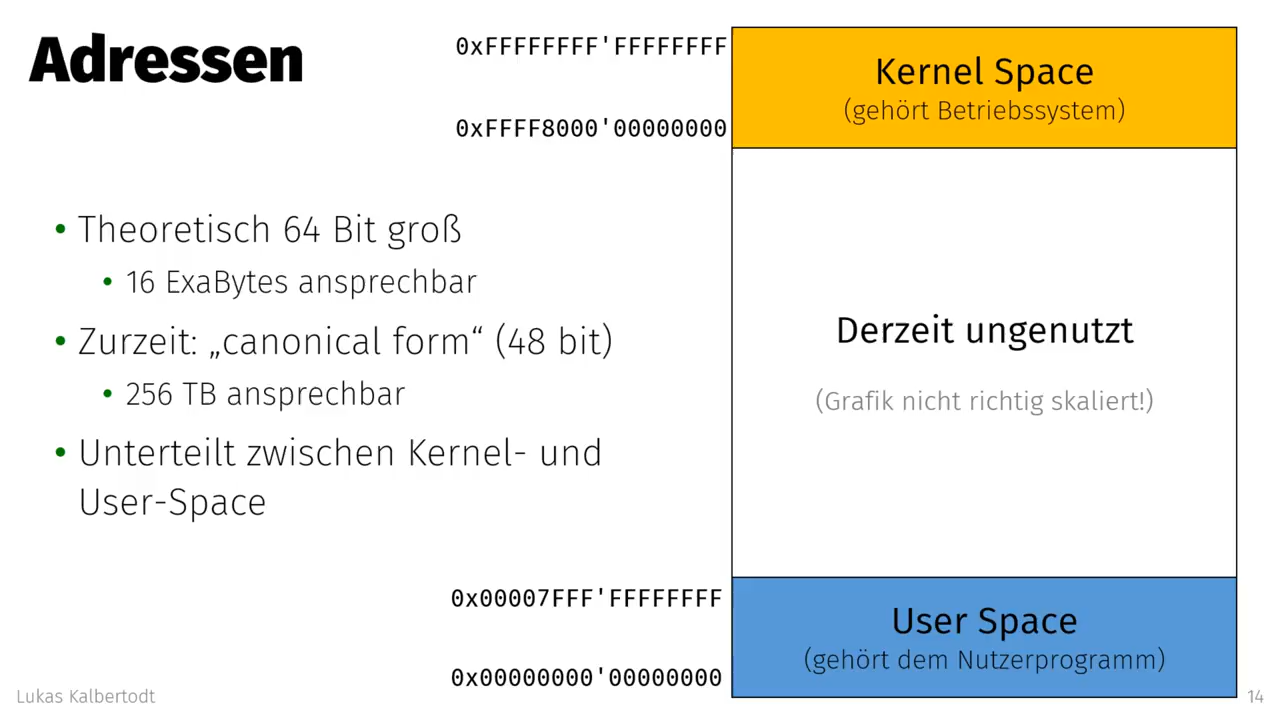 Adressen
• Theoretisch 64 Bit groß
• 16 ExaBytes ansprechbar
• Zurzeit: „canonical form“ (48 bit)
• 256 TB ansprechbar
• Unterteilt zwischen Kernel- und
User-Space
0xFFFFFFFF'FFFFFFFF
0xFFFF8000'00000000
0x00007FFF'FFFFFFFF
0x00000000'00000000
Kernel Space
(gehört Betriebssystem)
Derzeit ungenutzt
(Grafik nicht richtig skaliert!)
User Space
(gehört dem Nutzerprogramm)
Lukas Kalbertodt
14